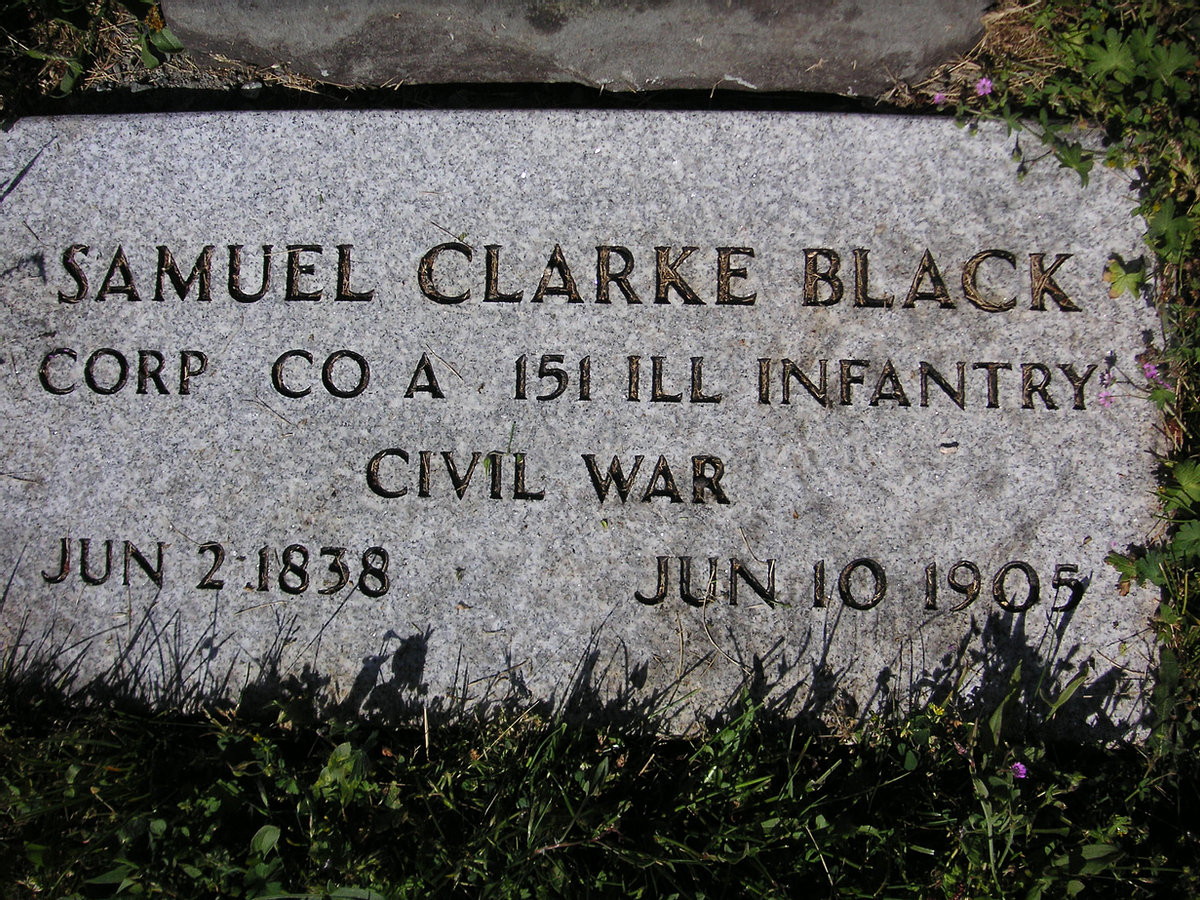 SAMUEL CLARKE BLACK
CORP CO A 151 ILL INFANTRY
CIVIL WAR
JUN 2 1838 JUN 10 1905